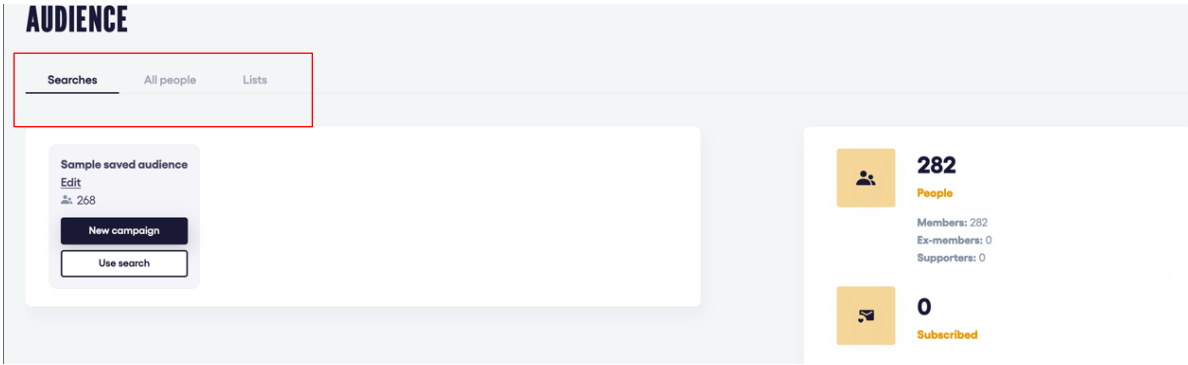 AUDIENCE
Searches All people Lists
Sample saved audience
Edit
268
New campaign
Use search
282
People
Members: 282
Ex-members: 0
Supporters: 0
0
Subscribed